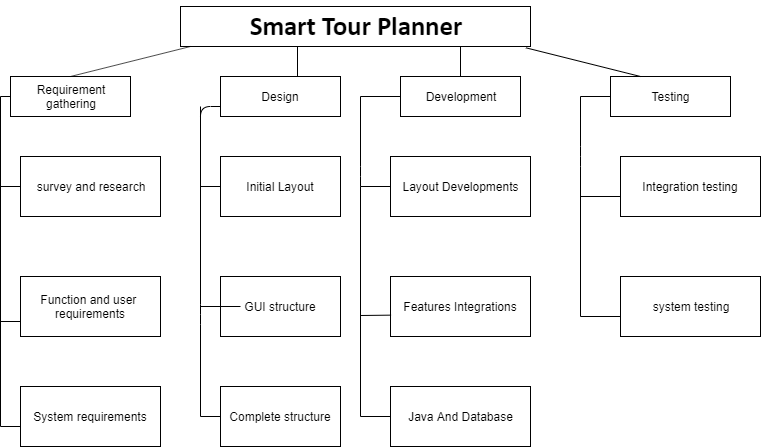 Smart Tour Planner
Requirement
gathering
Design
Development
Testing
survey and research
Initial Layout
Layout Developments
Integration testing
Function and user
requirements
GUI structure
Features Integrations
system testing
System requirements
Complete structure
Java And Database